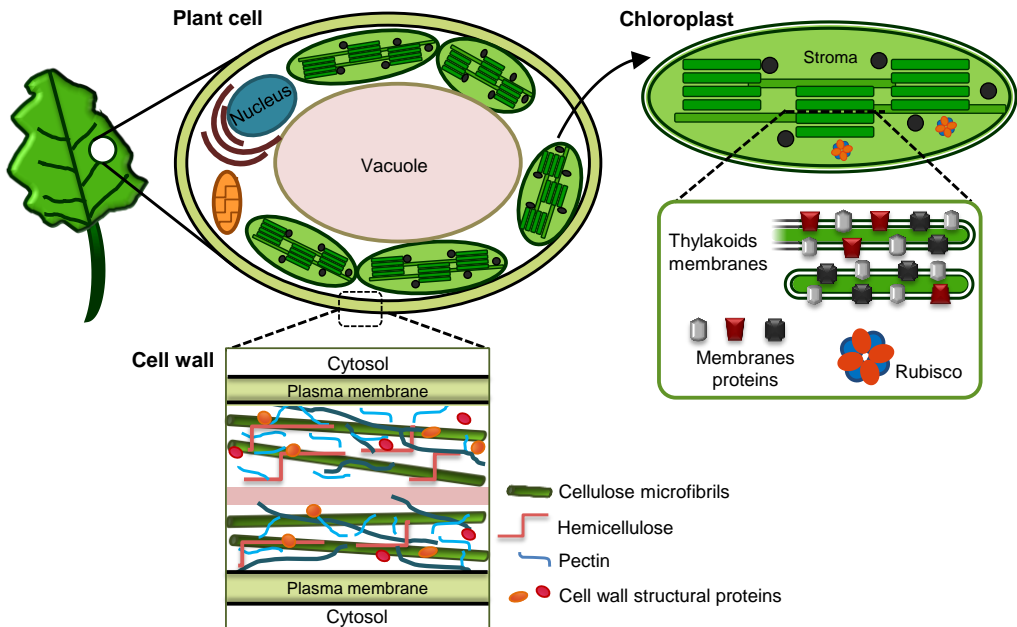 Plant cell
Chloroplast
Nucleus
Vacuole
Stroma
Thylakoids
membranes
Membranes
proteins
Rubisco
Cell wall
Cytosol
Plasma membrane
Cellulose microfibrils
Hemicellulose
Pectin
Cell wall structural proteins
Plasma membrane
Cytosol